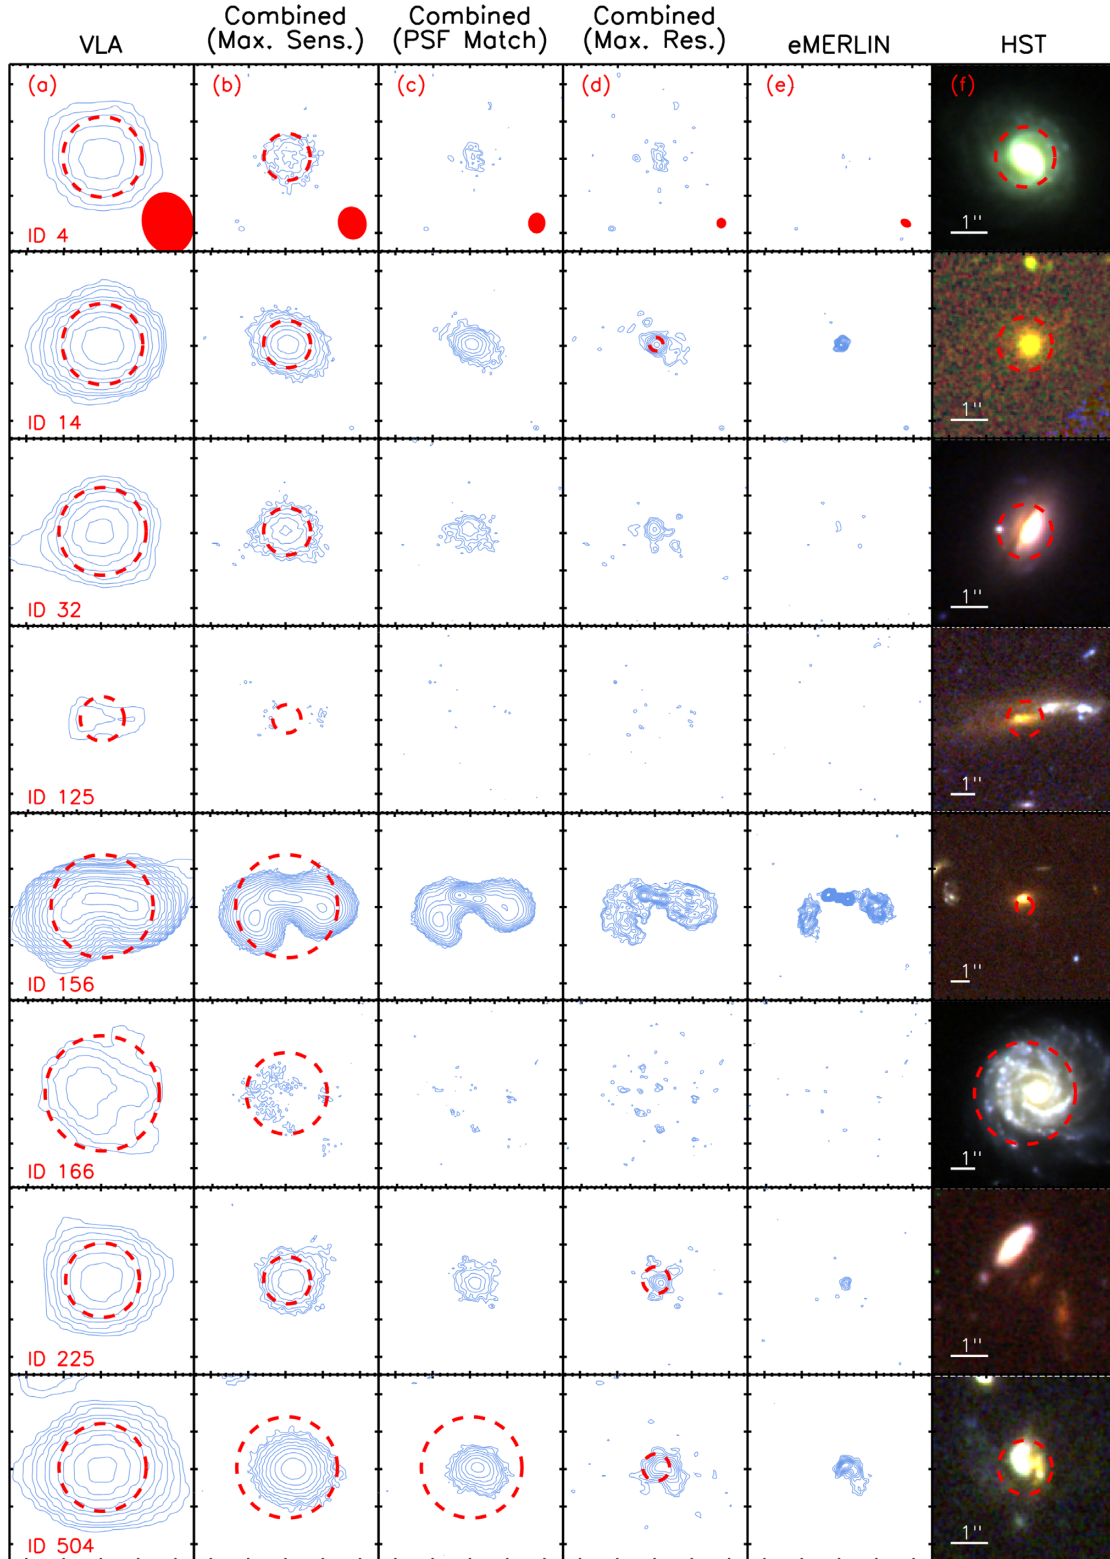 VLA
Combined
(Max. Sens.)
Combined
(PSF Match)
Combined
(Max. Res.)
eMERLIN
HST
(a)
(b)
(c)
(d)
(e)
(f)
ID 4
1"
ID 14
1"
ID 32
1"
ID 125
1"
ID 156
1"
ID 166
1"
ID 225
1"
ID 504
1"